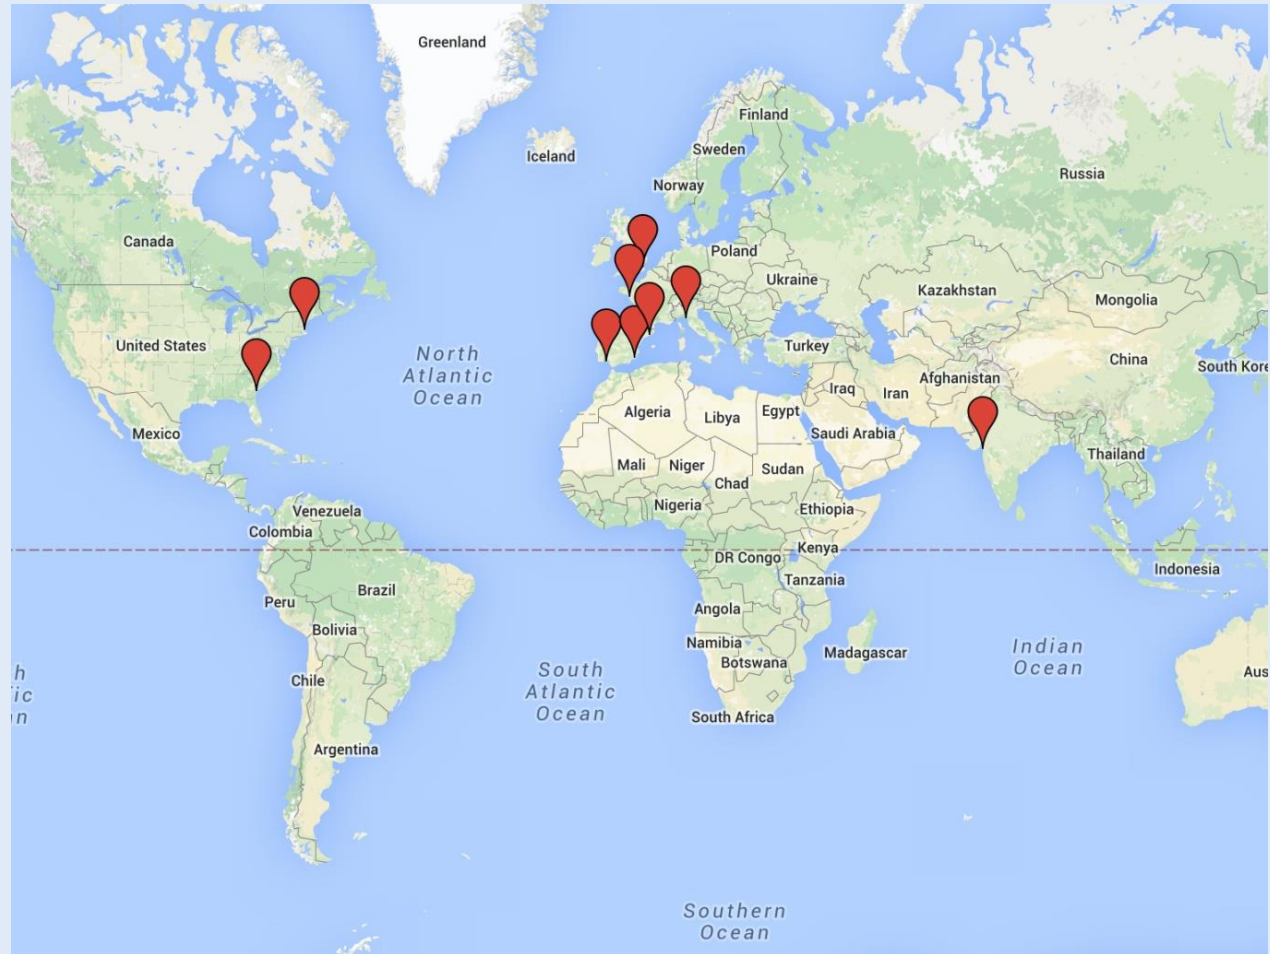 Greenland
Iceland
Finland
Sweden
Norway
Russia
Canada
Poland
Ukraine
Kazakhstan
Mongolia
United States
North
Atlantic
Ocean
Turkey
China
South Kore
Afghanistan
Iraq
Iran
Mexico
Algeria
Libya
Egypt
Saudi Arabia
Thailand
Mali
Niger
Sudan
Chad
Venezuela
Nigeria
Ethiopia
Colombia
Kenya
DR Congo
Indonesia
Tanzania
Brazil
Peru
Angola
Bolivia
Namibia
Botswana
Madagascar
Indian
Ocean
h
ic
n
South
Atlantic
Ocean
Chile
Aus
South Africa
Argentina
Southern
Ocean